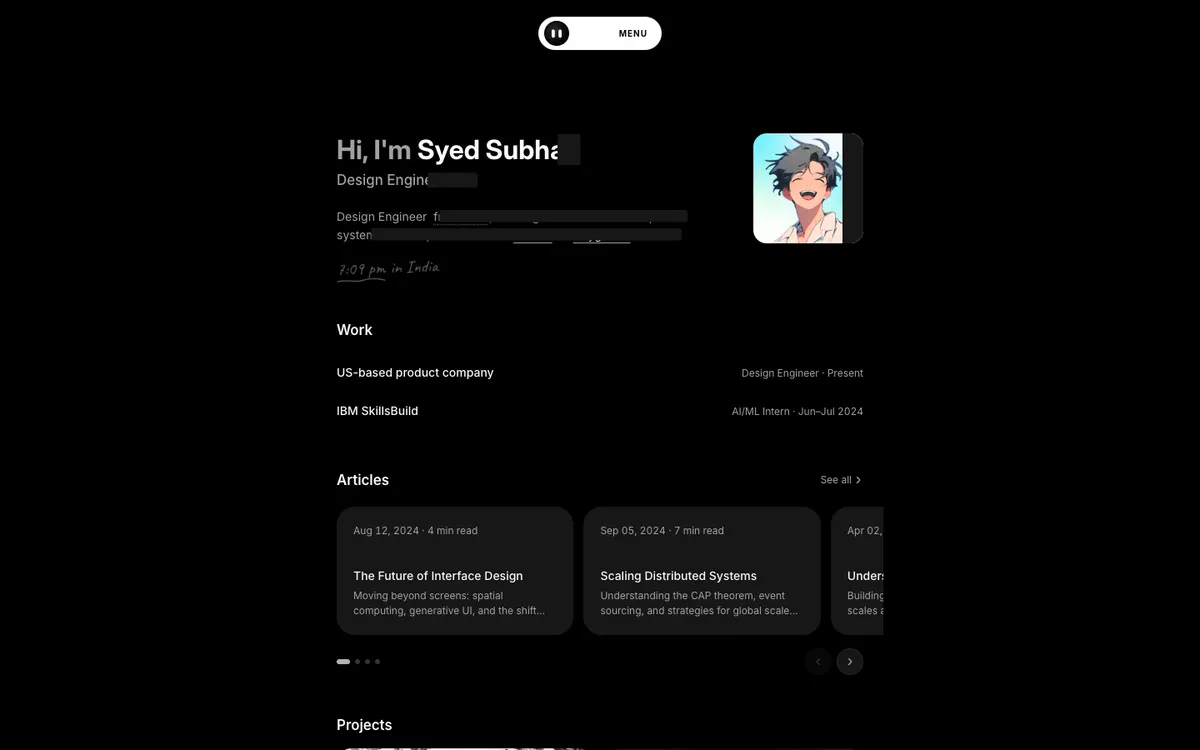 MENU
Hi, I'm Syed Subha
Design Engine
Design Engineer
system
7:09 pm in India
Work
US-based product company
Design Engineer · Present
IBM SkillsBuild
AI/ML Intern · Jun–Jul 2024
Articles
See all
Aug 12, 2024 · 4 min read
The Future of Interface Design
Moving beyond screens: spatial
computing, generative UI, and the shift...
Sep 05, 2024 · 7 min read
Scaling Distributed Systems
Understanding the CAP theorem, event
sourcing, and strategies for global scale...
Apr 02,
Unders
Building
scales a
Projects